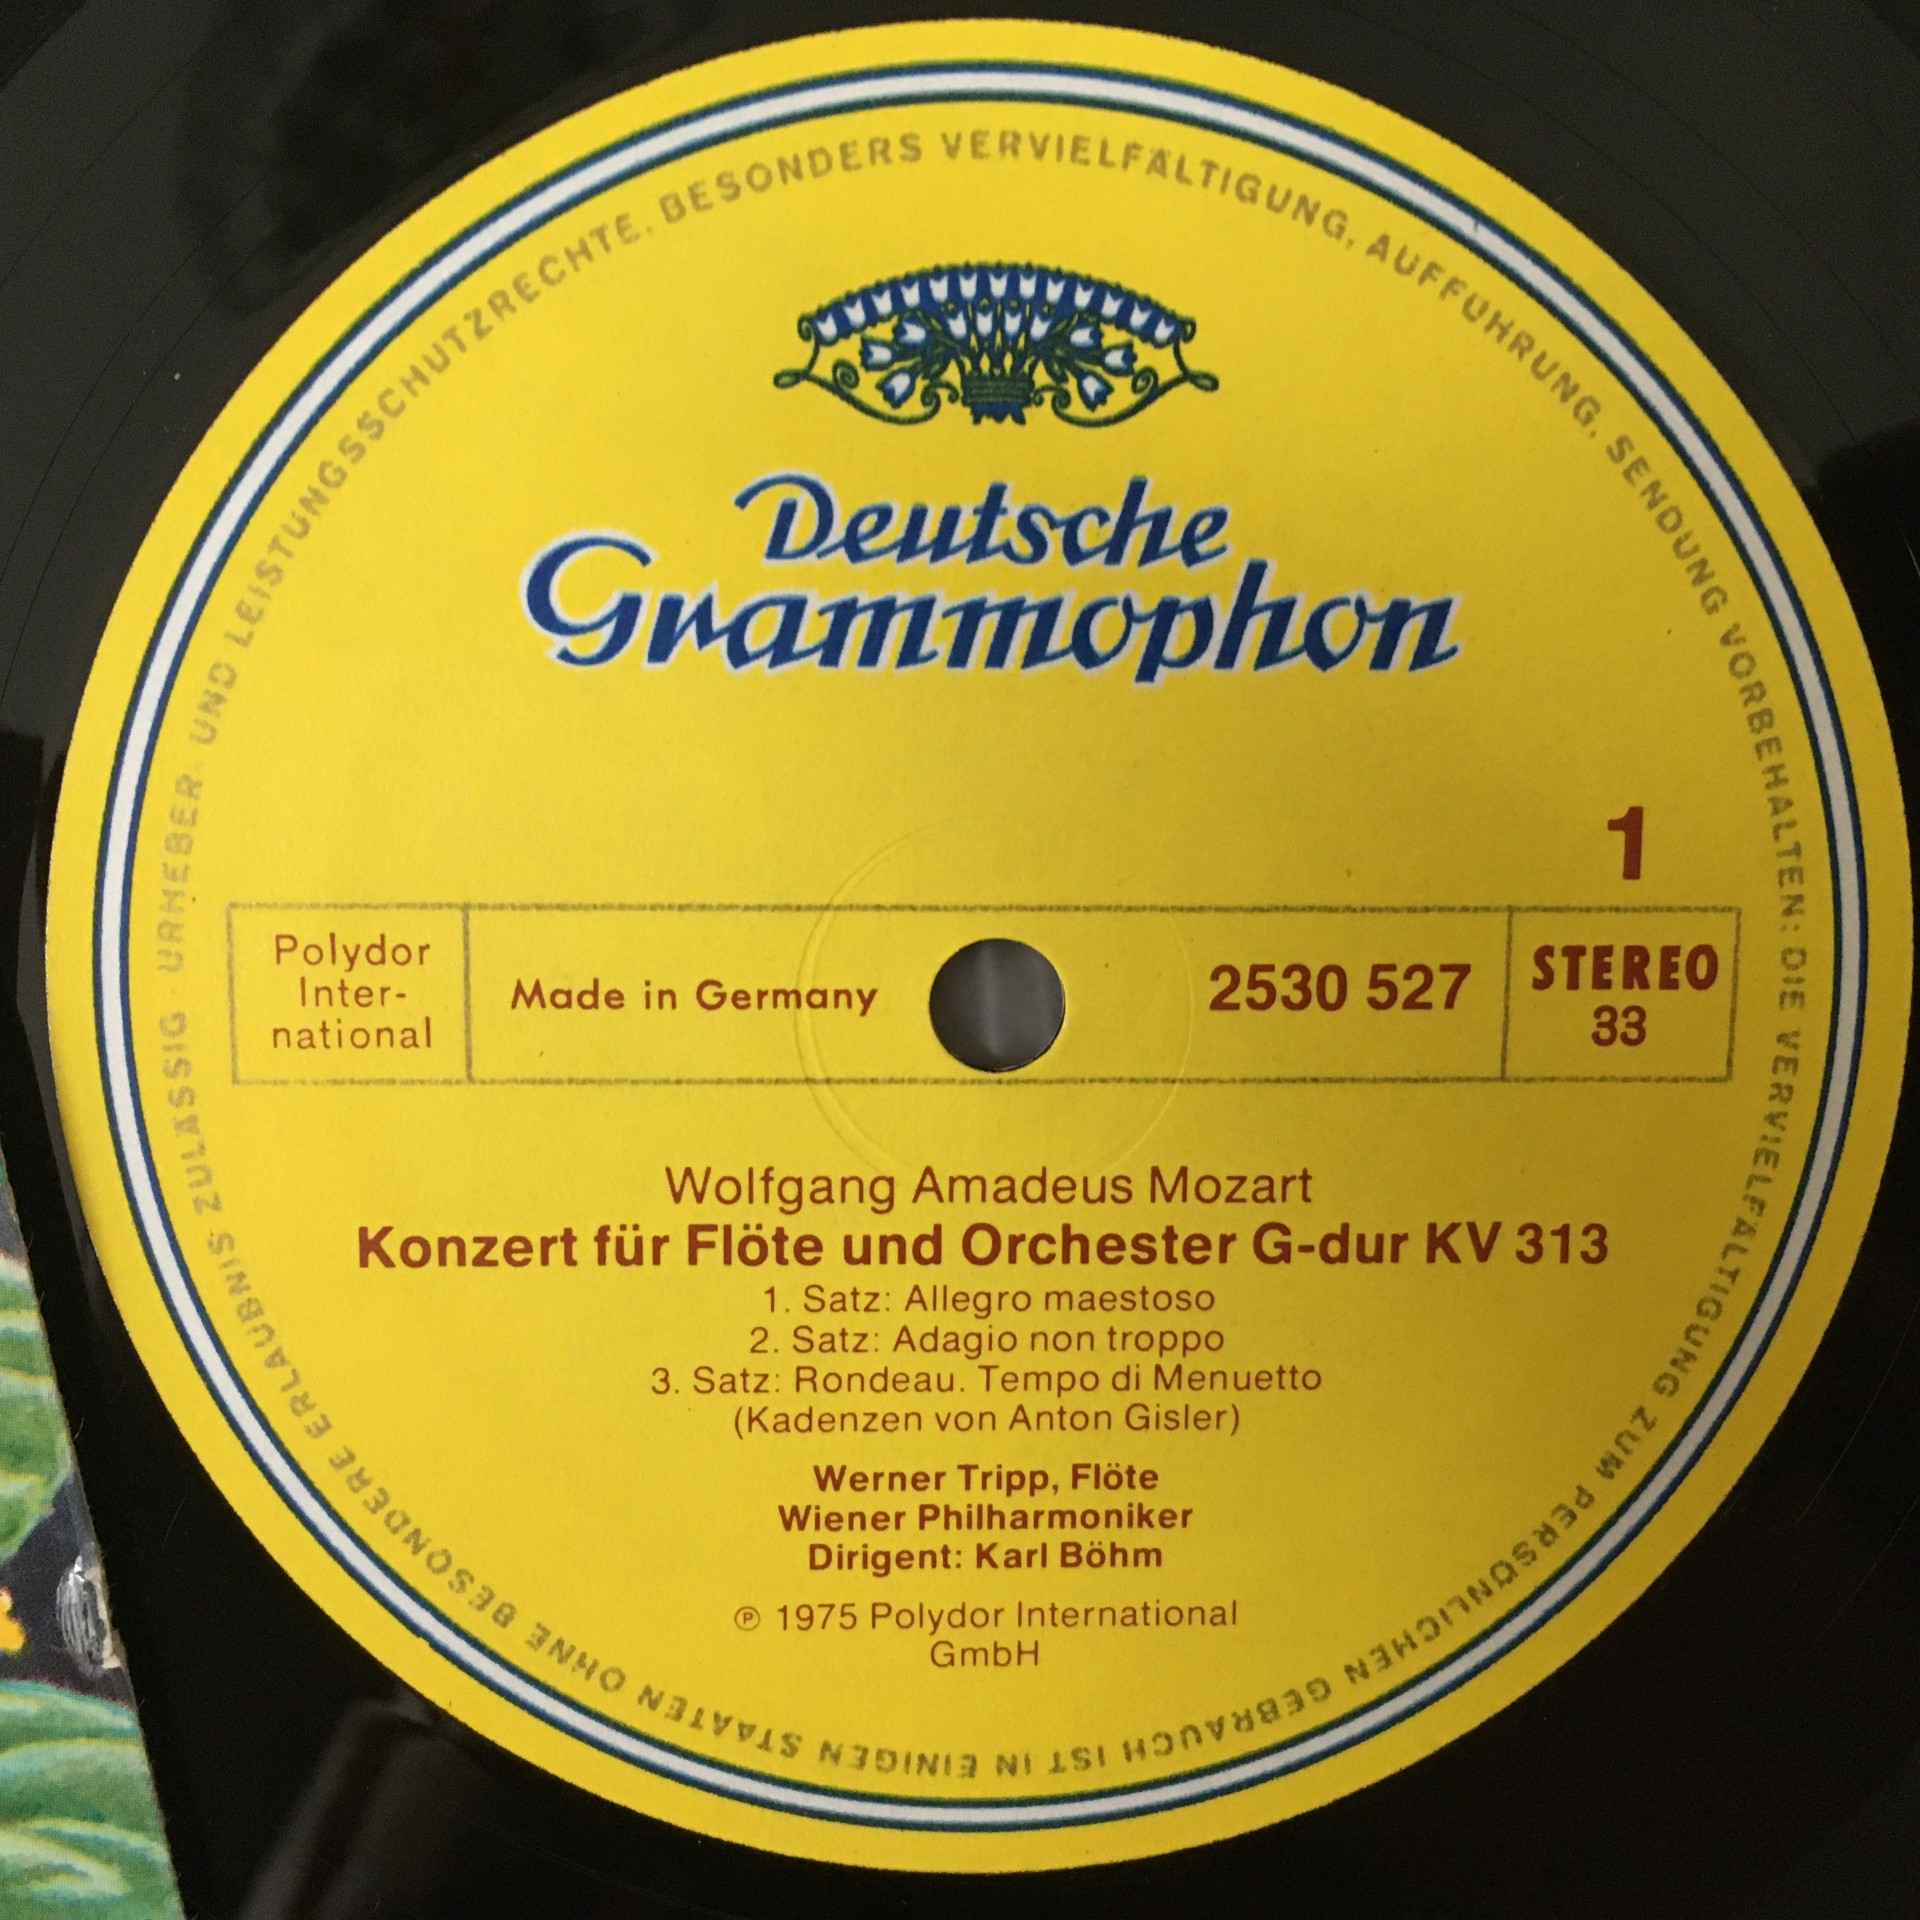 URHEBER- UND LEISTUNGSSCHUTZRECHTE, BESONDERS VERVIELFÄLTIGUNG, AUFFÜHRUNG, SENDUNG VORBEHALTEN: DIE VERVIELFÄLTIGUNG ZUM PERSÖNLICHEN GEBRAUCH IST IN EINIGEN STAATEN OHNE BESONDERE ERLAUBNIS ZULÄSSIG ·
Deutsche
Grammophon
1
Polydor
Inter-
national
Made in Germany
2530 527
STEREO
33
Wolfgang Amadeus Mozart
Konzert für Flöte und Orchester G-dur KV 313
1. Satz: Allegro maestoso
2. Satz: Adagio non troppo
3. Satz: Rondeau. Tempo di Menuetto
(Kadenzen von Anton Gisler)
Werner Tripp, Flöte
Wiener Philharmoniker
Dirigent: Karl Böhm
℗ 1975 Polydor International
GmbH